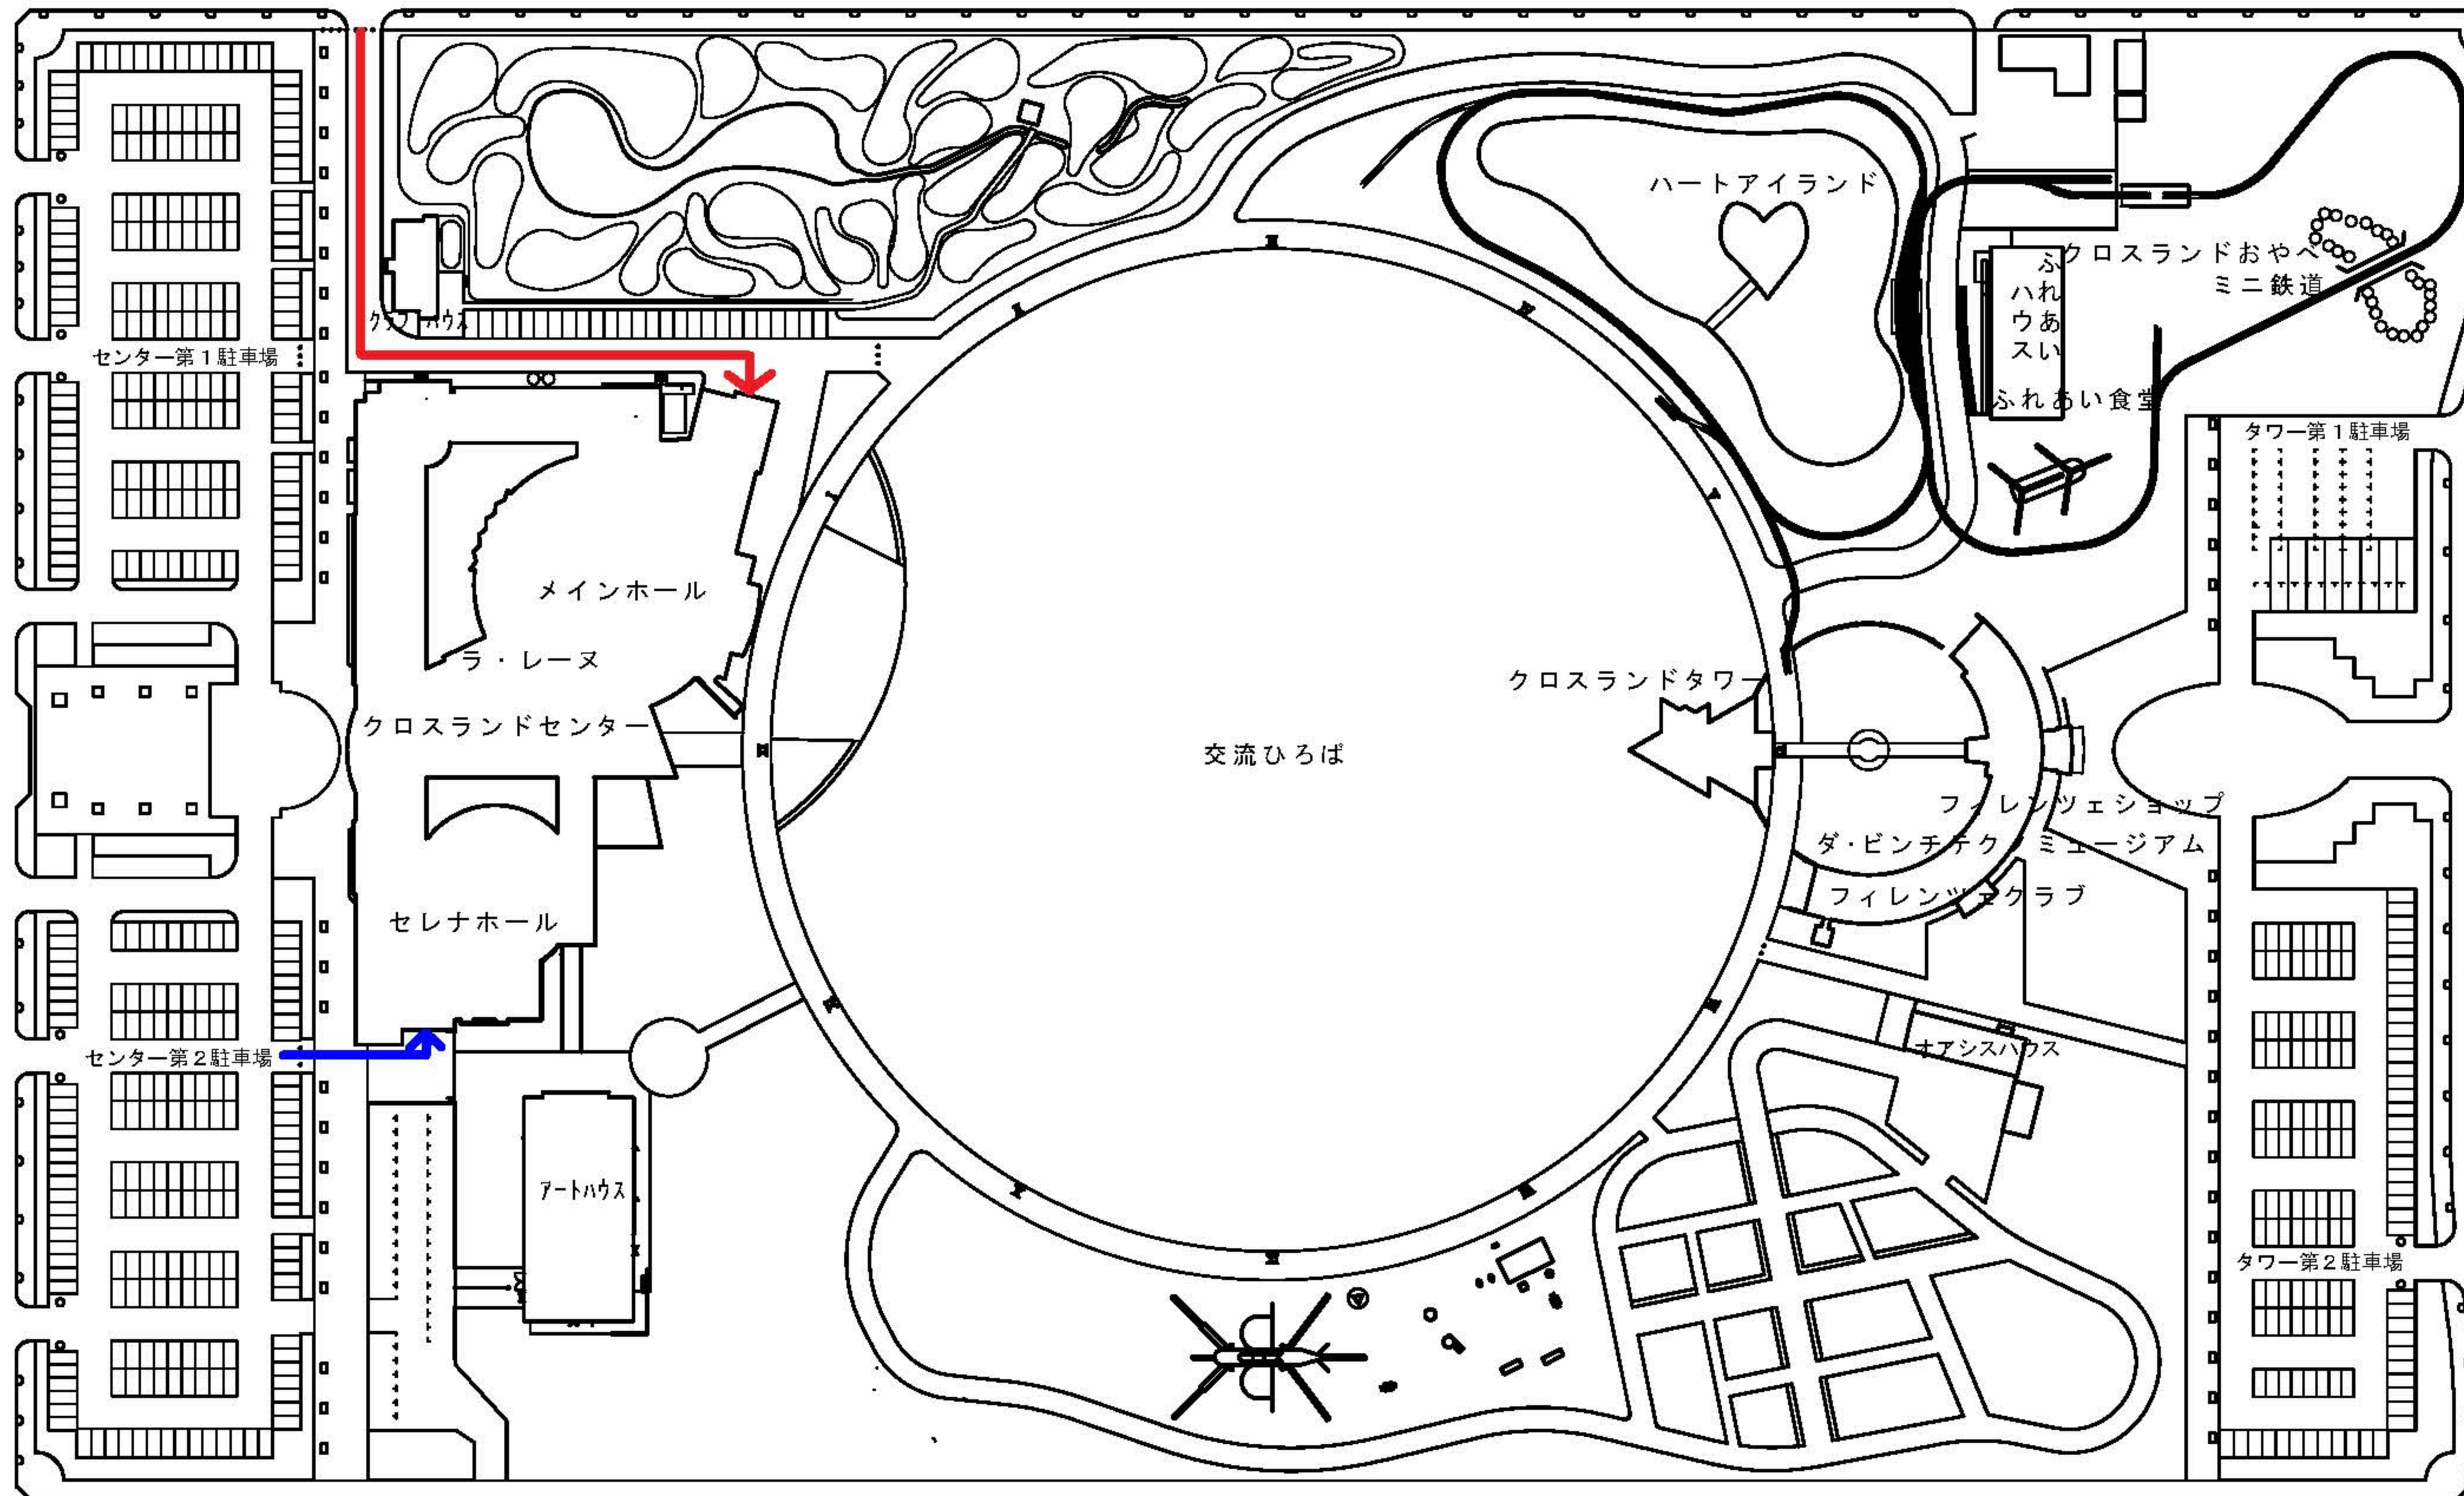 ハートアイランド
クロスランドおやべ
ミニ鉄道
ふれあい
ハウス
クラブハウス
センター第1駐車場
ふれあい食堂
タワー第1駐車場
メインホール
ラ・レーヌ
クロスランドタワー
クロスランドセンター
交流ひろば
フィレンツェショップ
ダ・ビンチテクノミュージアム
フィレンツェクラブ
セレナホール
センター第2駐車場
オアシスハウス
アートハウス
タワー第2駐車場